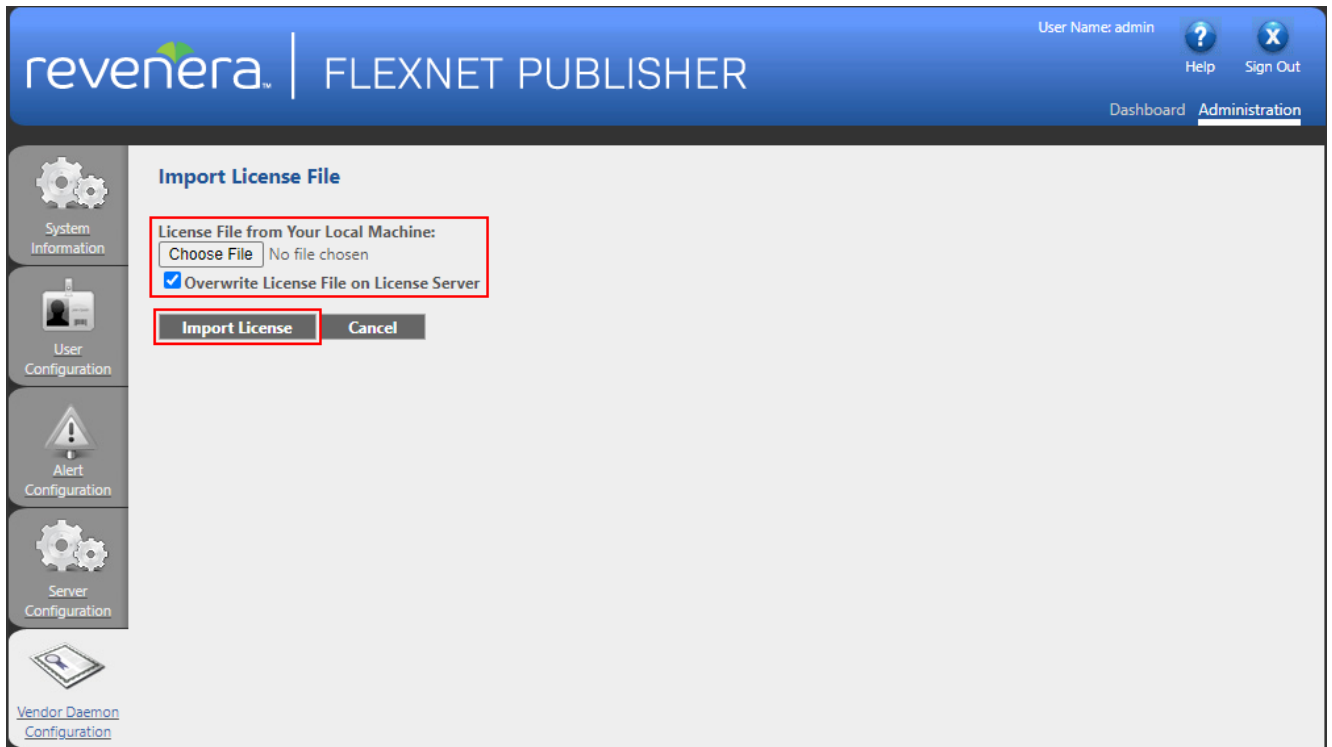 User Name: admin
? X
Help Sign Out
revenera™ FLEXNET PUBLISHER
Dashboard Administration
System
Information
User
Configuration
Alert
Configuration
Server
Configuration
Vendor Daemon
Configuration
Import License File
License File from Your Local Machine:
Choose File No file chosen
Overwrite License File on License Server
Import License Cancel